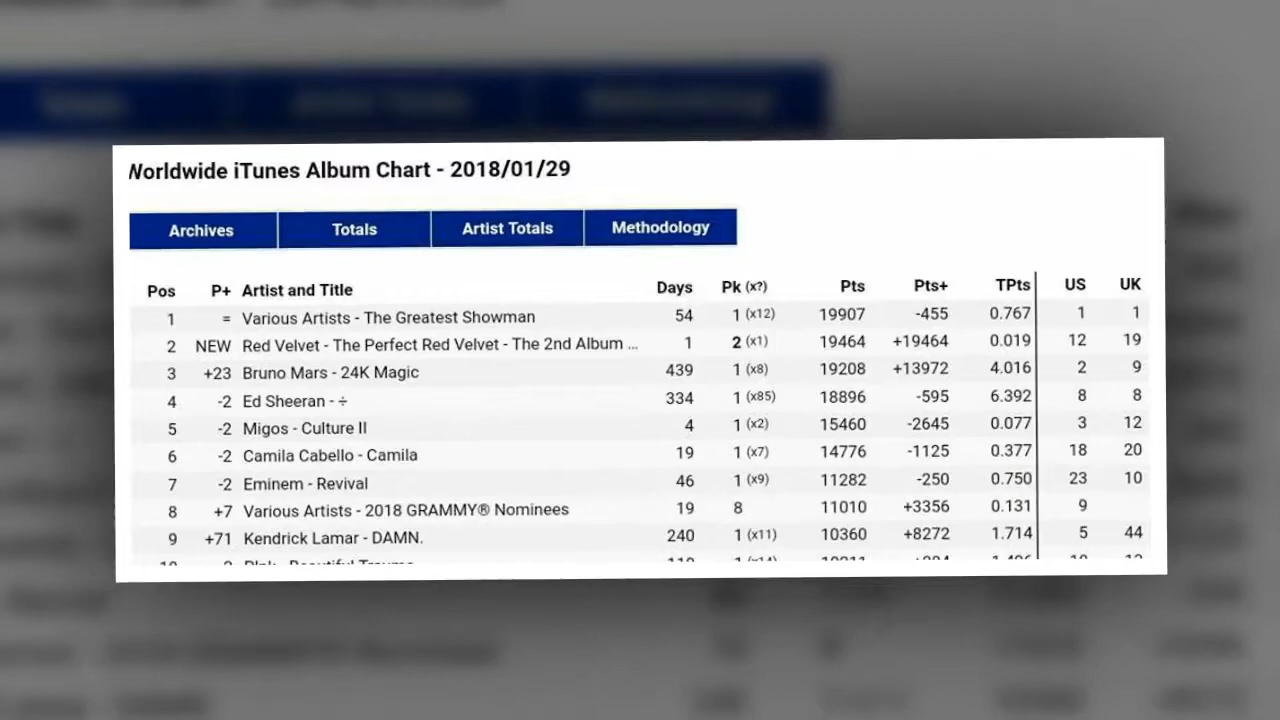 Worldwide iTunes Album Chart - 2018/01/29
Archives Totals Artist Totals Methodology
Pos P+ Artist and Title Days Pk (x?) Pts Pts+ TPts US UK
1 = Various Artists - The Greatest Showman 54 1 (x12) 19907 -455 0.767 1 1
2 NEW Red Velvet - The Perfect Red Velvet - The 2nd Album ... 1 2 (x1) 19464 +19464 0.019 12 19
3 +23 Bruno Mars - 24K Magic 439 1 (x8) 19208 +13972 4.016 2 9
4 -2 Ed Sheeran - ÷ 334 1 (x85) 18896 -595 6.392 8 8
5 -2 Migos - Culture II 4 1 (x2) 15460 -2645 0.077 3 12
6 -2 Camila Cabello - Camila 19 1 (x7) 14776 -1125 0.377 18 20
7 -2 Eminem - Revival 46 1 (x9) 11282 -250 0.750 23 10
8 +7 Various Artists - 2018 GRAMMY® Nominees 19 8 11010 +3356 0.131 9
9 +71 Kendrick Lamar - DAMN. 240 1 (x11) 10360 +8272 1.714 5 44